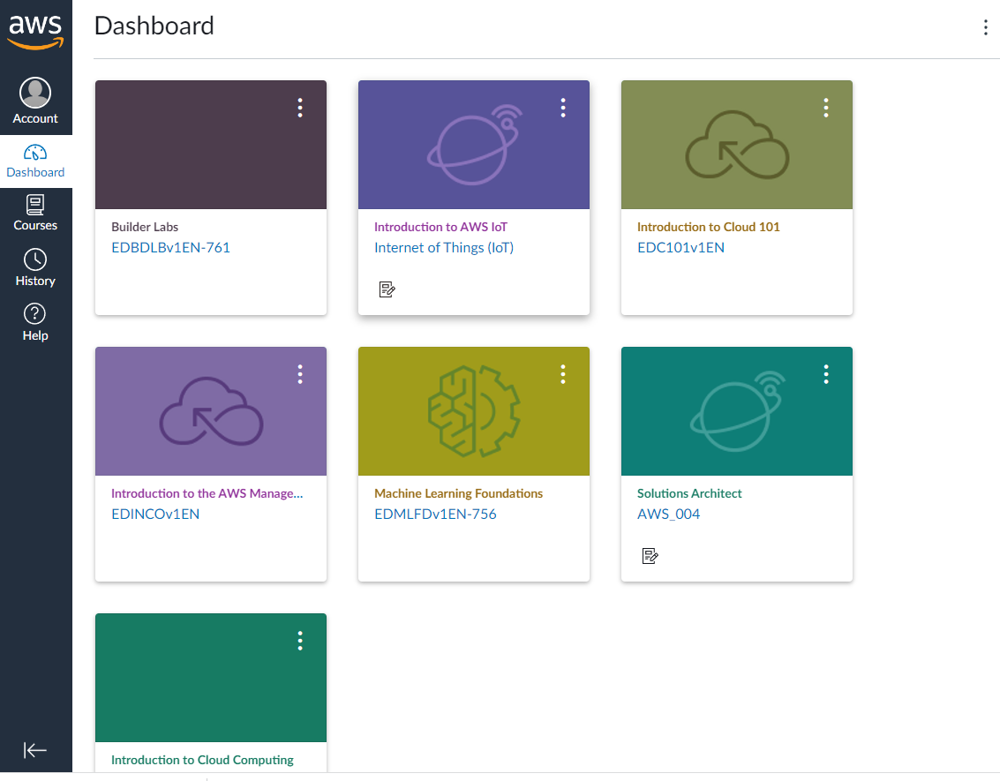 aws
Dashboard
Account
Dashboard
Courses
History
Help
Builder Labs
EDBDLBv1EN-761
Introduction to AWS IoT
Internet of Things (IoT)
Introduction to Cloud 101
EDC101v1EN
Introduction to the AWS Manage...
EDINCOv1EN
Machine Learning Foundations
EDMLFDv1EN-756
Solutions Architect
AWS_004
Introduction to Cloud Computing